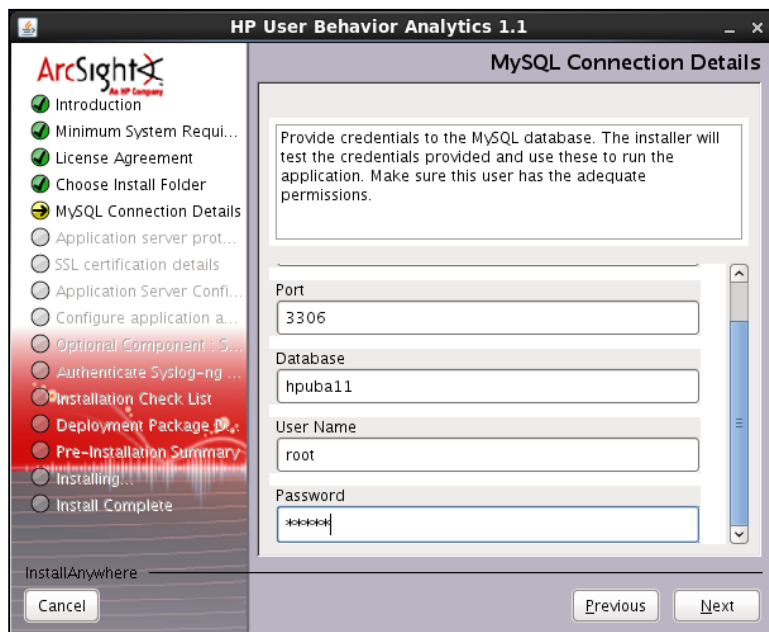 HP User Behavior Analytics 1.1
ArcSight
An HP Company
MySQL Connection Details
Introduction
Minimum System Requi...
License Agreement
Choose Install Folder
MySQL Connection Details
Application server prot...
SSL certification details
Application Server Confi...
Configure application a...
Optional Component : S...
Authenticate Syslog-ng ...
Installation Check List
Deployment Package D...
Pre-Installation Summary
Installing...
Install Complete
Provide credentials to the MySQL database. The installer will
test the credentials provided and use these to run the
application. Make sure this user has the adequate
permissions.
Port
3306
Database
hpuba11
User Name
root
Password
*****
InstallAnywhere
Cancel
Previous
Next